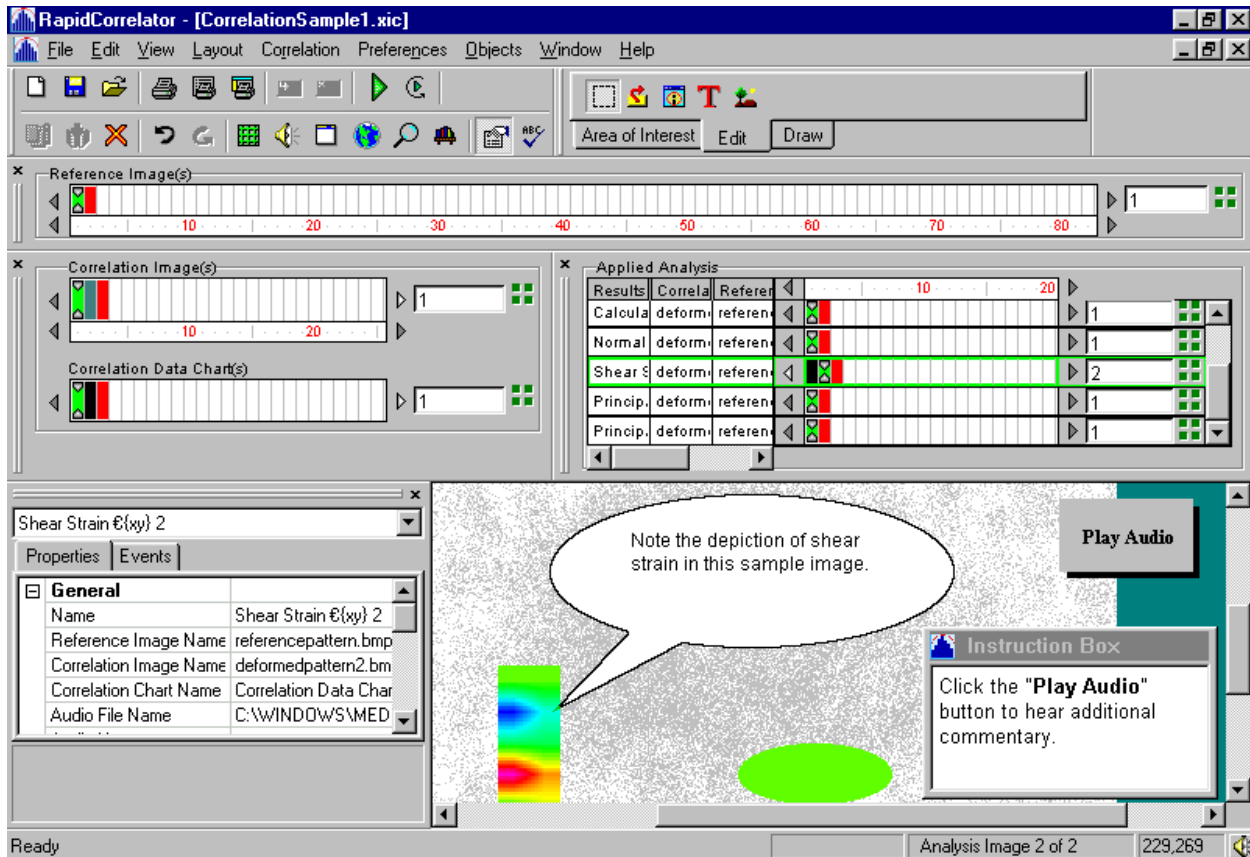 RapidCorrelator - [CorrelationSample1.xic]
File Edit View Layout Correlation Preferences Objects Window Help
Area of Interest Edit Draw
ABC
Reference Image(s)
1
10 20 30 40 50 60 70 80
Correlation Image(s)
1
10 20
Correlation Data Chart(s)
1
Applied Analysis
Results Correla Referen 10 20
Calcula deform referen 1
Normal deform referen 1
Shear S deform referen 2
Princip. deform referen 1
Princip. deform referen 1
Shear Strain €{xy} 2
Properties Events
General
Name Shear Strain €{xy} 2
Reference Image Name referencepattern.bmp
Correlation Image Name deformedpattern2.bm
Correlation Chart Name Correlation Data Char
Audio File Name C:\WINDOWS\MED
Note the depiction of shear
strain in this sample image.
Play Audio
Instruction Box
Click the "Play Audio"
button to hear additional
commentary.
Ready
Analysis Image 2 of 2 229,269